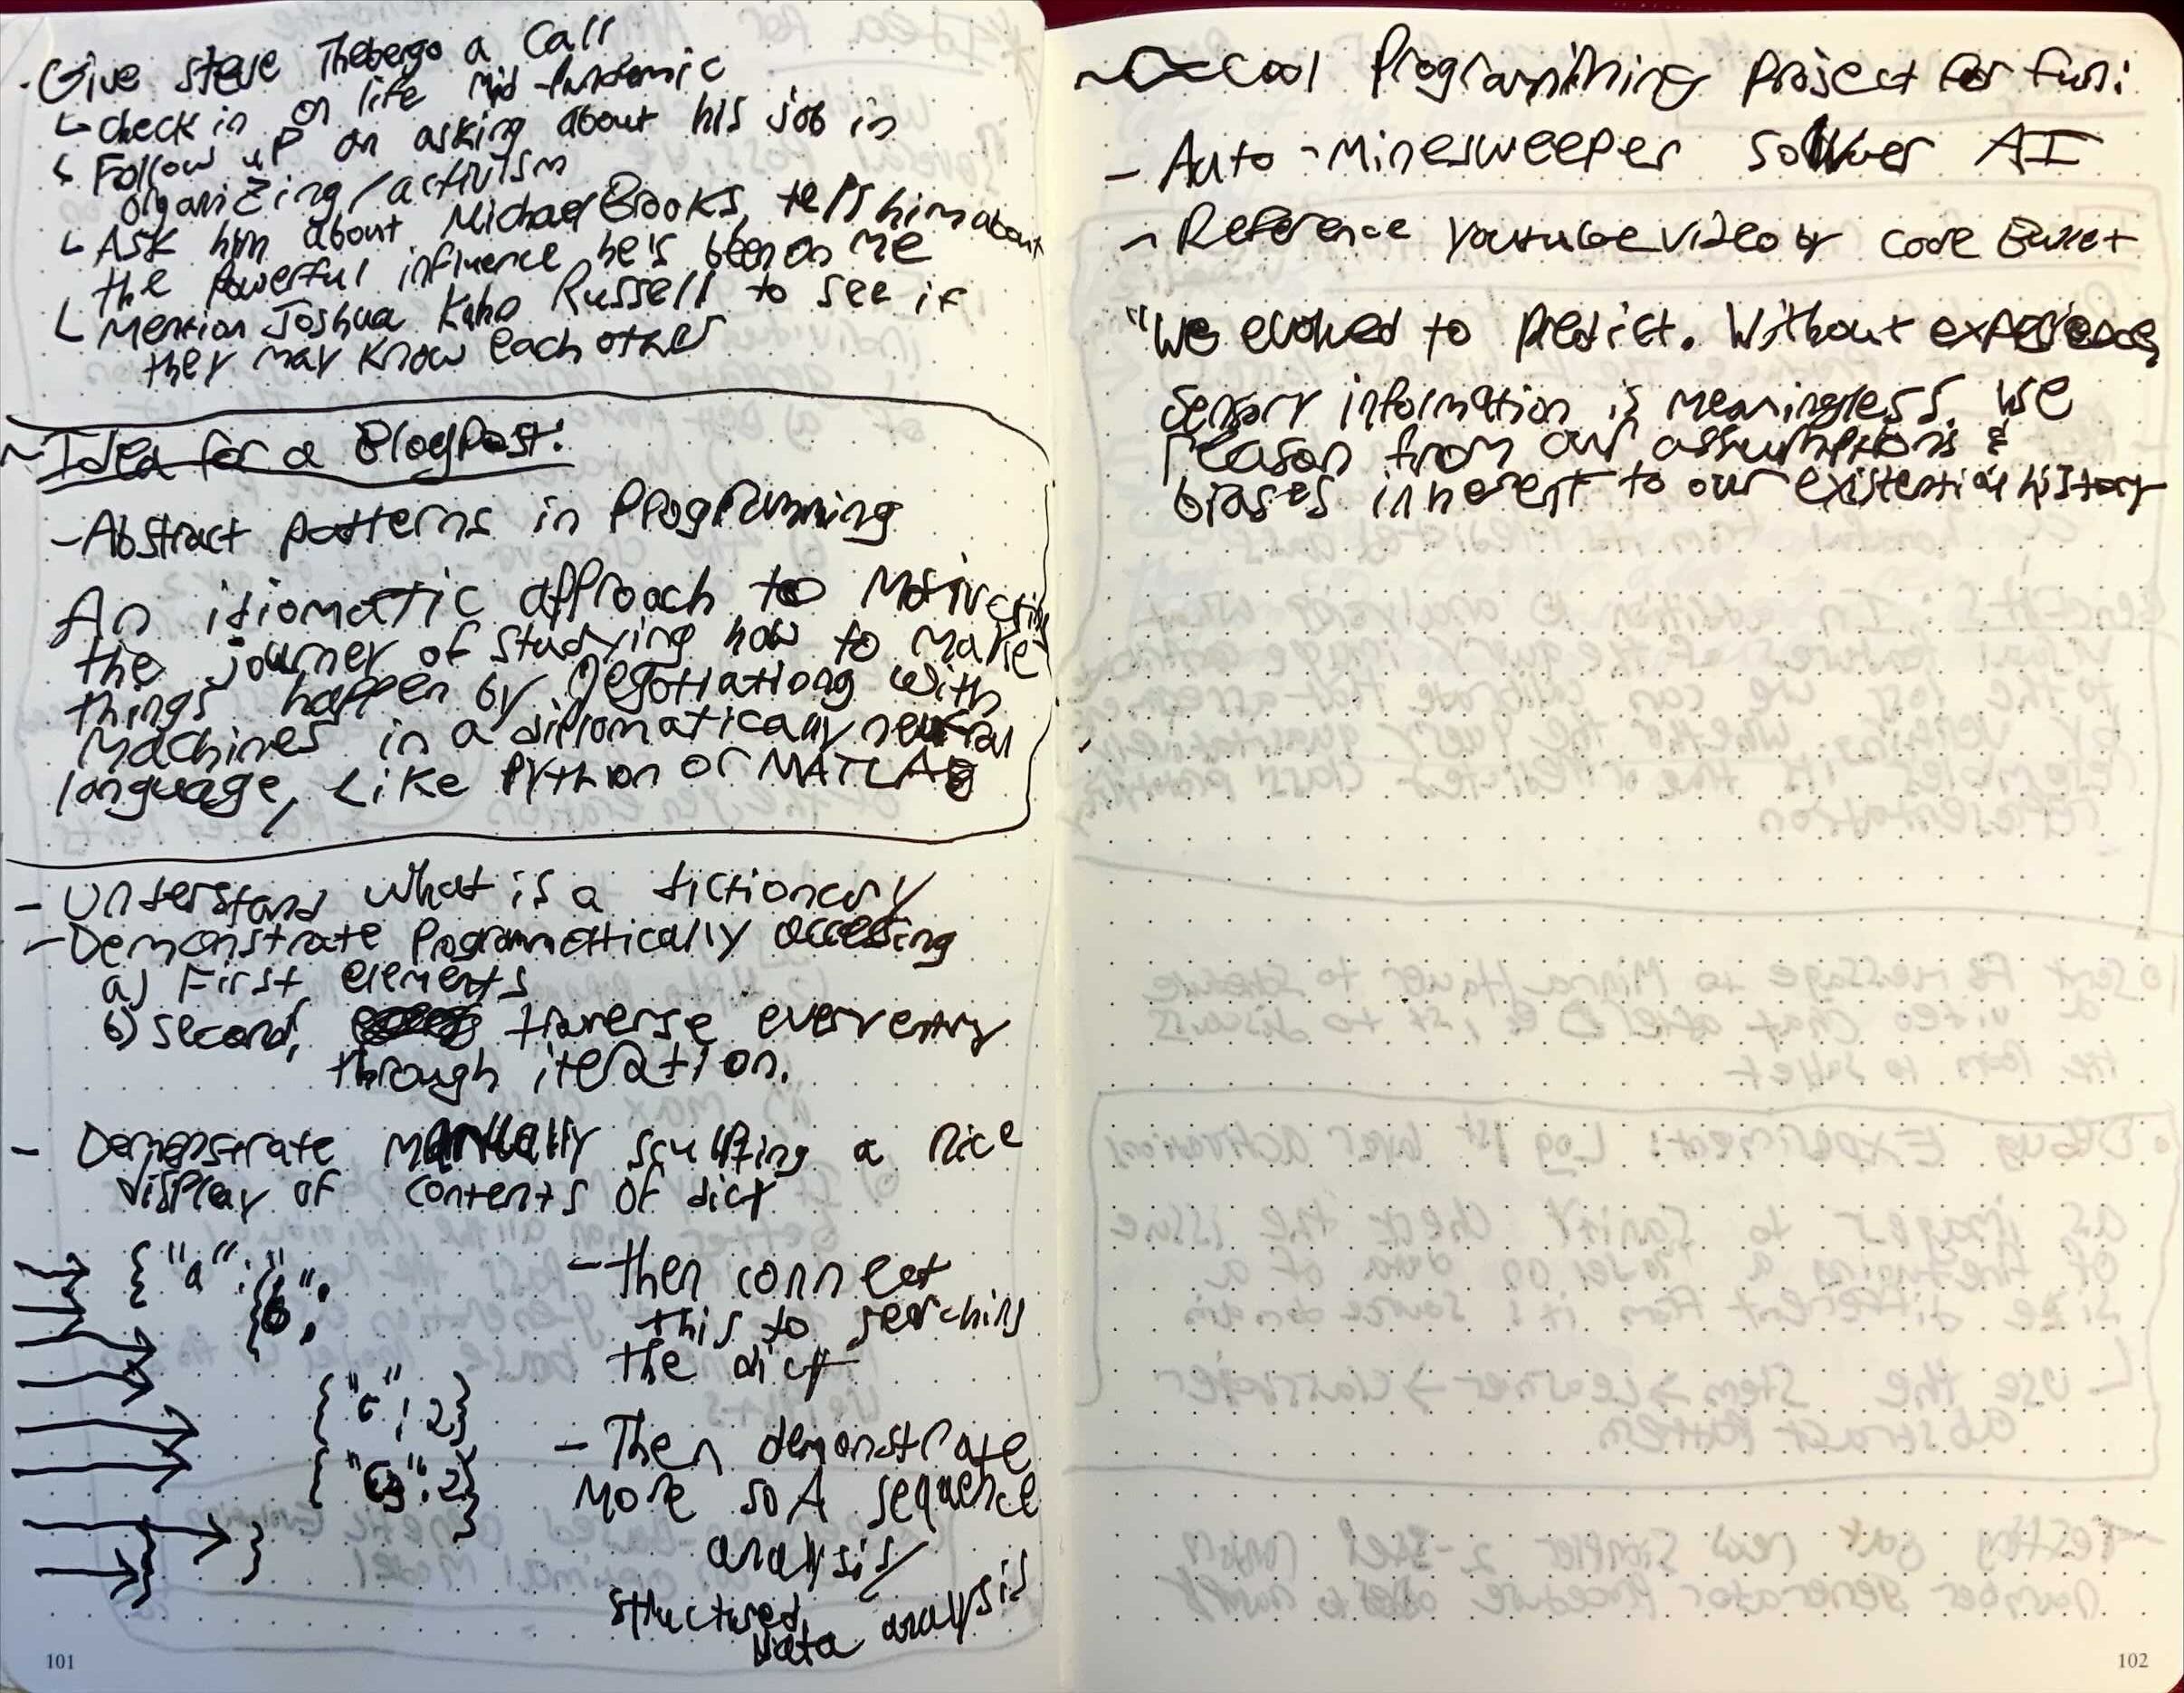 - Give Steve Thebergo a Call
↳ check in on life mid-Pandemic
↳ Follow up on asking about his job in
organizing/activism
↳ Ask him about Michael Brooks, tell him about
the powerful influence he's been on me
↳ Mention Joshua Kahn Russell to see if
they may know each other
~ Idea for a BlogPost:
- Abstract patterns in Programming
An idiomatic approach to Motivating
the journey of studying how to make
things happen by negotiationg with
machines in a diplomatically neutral
language, Like Python or MATLAB
- Understand what is a dictionary
- Demonstrate Programmatically accessing
a) First elements
b) second, traverse every entry
through iteration.
- Demonstrate Manually sculpting a nice
display of contents of dict
{"a":
{b,
{"c": 2}
2}
}
}
- then connect
this to searching
the dict
- Then demonstrate
More SOA sequence
analysis/
structured
Data analysis
101
~ Cool Programming Project for fun:
- Auto-Minesweeper Solver AI
- Reference Youtube video by Code Bullet
"We evolved to predict. Without experience,
sensory information is meaningless. We
reason from our assumptions &
biases inherent to our existential history
102